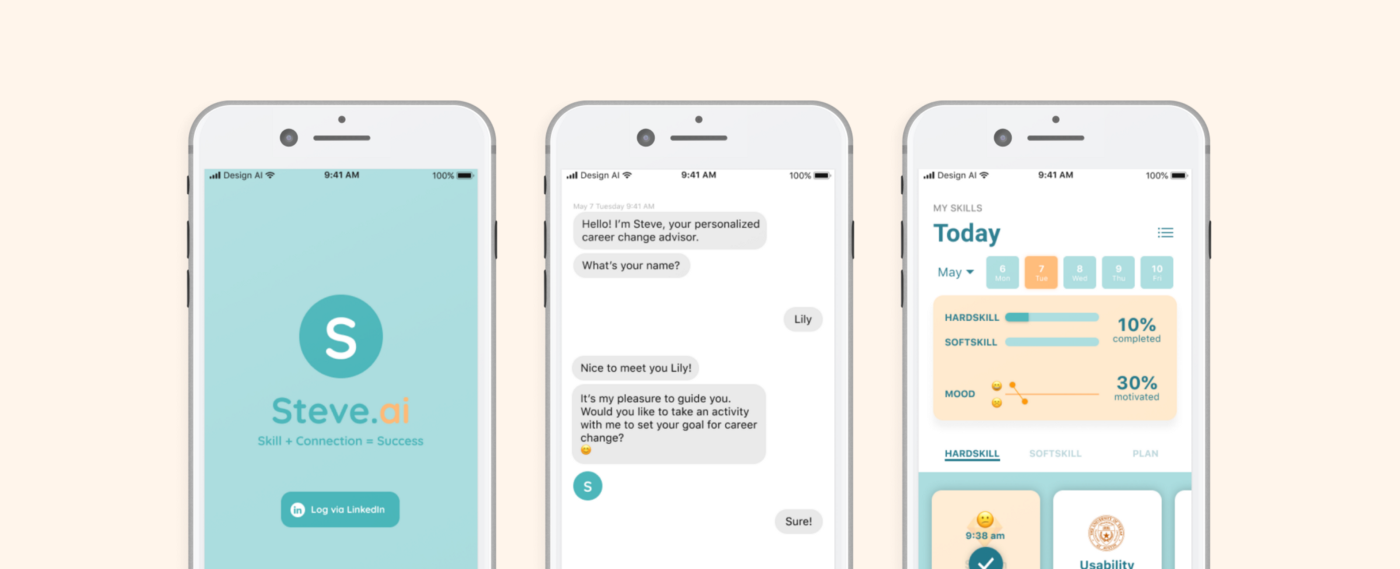 Design AI
9:41 AM
100%
S
Steve.ai
Skill + Connection = Success
in
Log via LinkedIn
Design AI
9:41 AM
100%
May 7 Tuesday 9:41 AM
Hello! I'm Steve, your personalized
career change advisor.
What's your name?
Lily
Nice to meet you Lily!
It's my pleasure to guide you.
Would you like to take an activity
with me to set your goal for career
change?
S
Sure!
Design AI
9:41 AM
100%
MY SKILLS
Today
May
6 7 8 9 10
Mon Tue Wed Thu Fri
HARDSKILL
10%
completed
SOFTSKILL
MOOD
30%
motivated
HARDSKILL SOFTSKILL PLAN
9:38 am
Usability